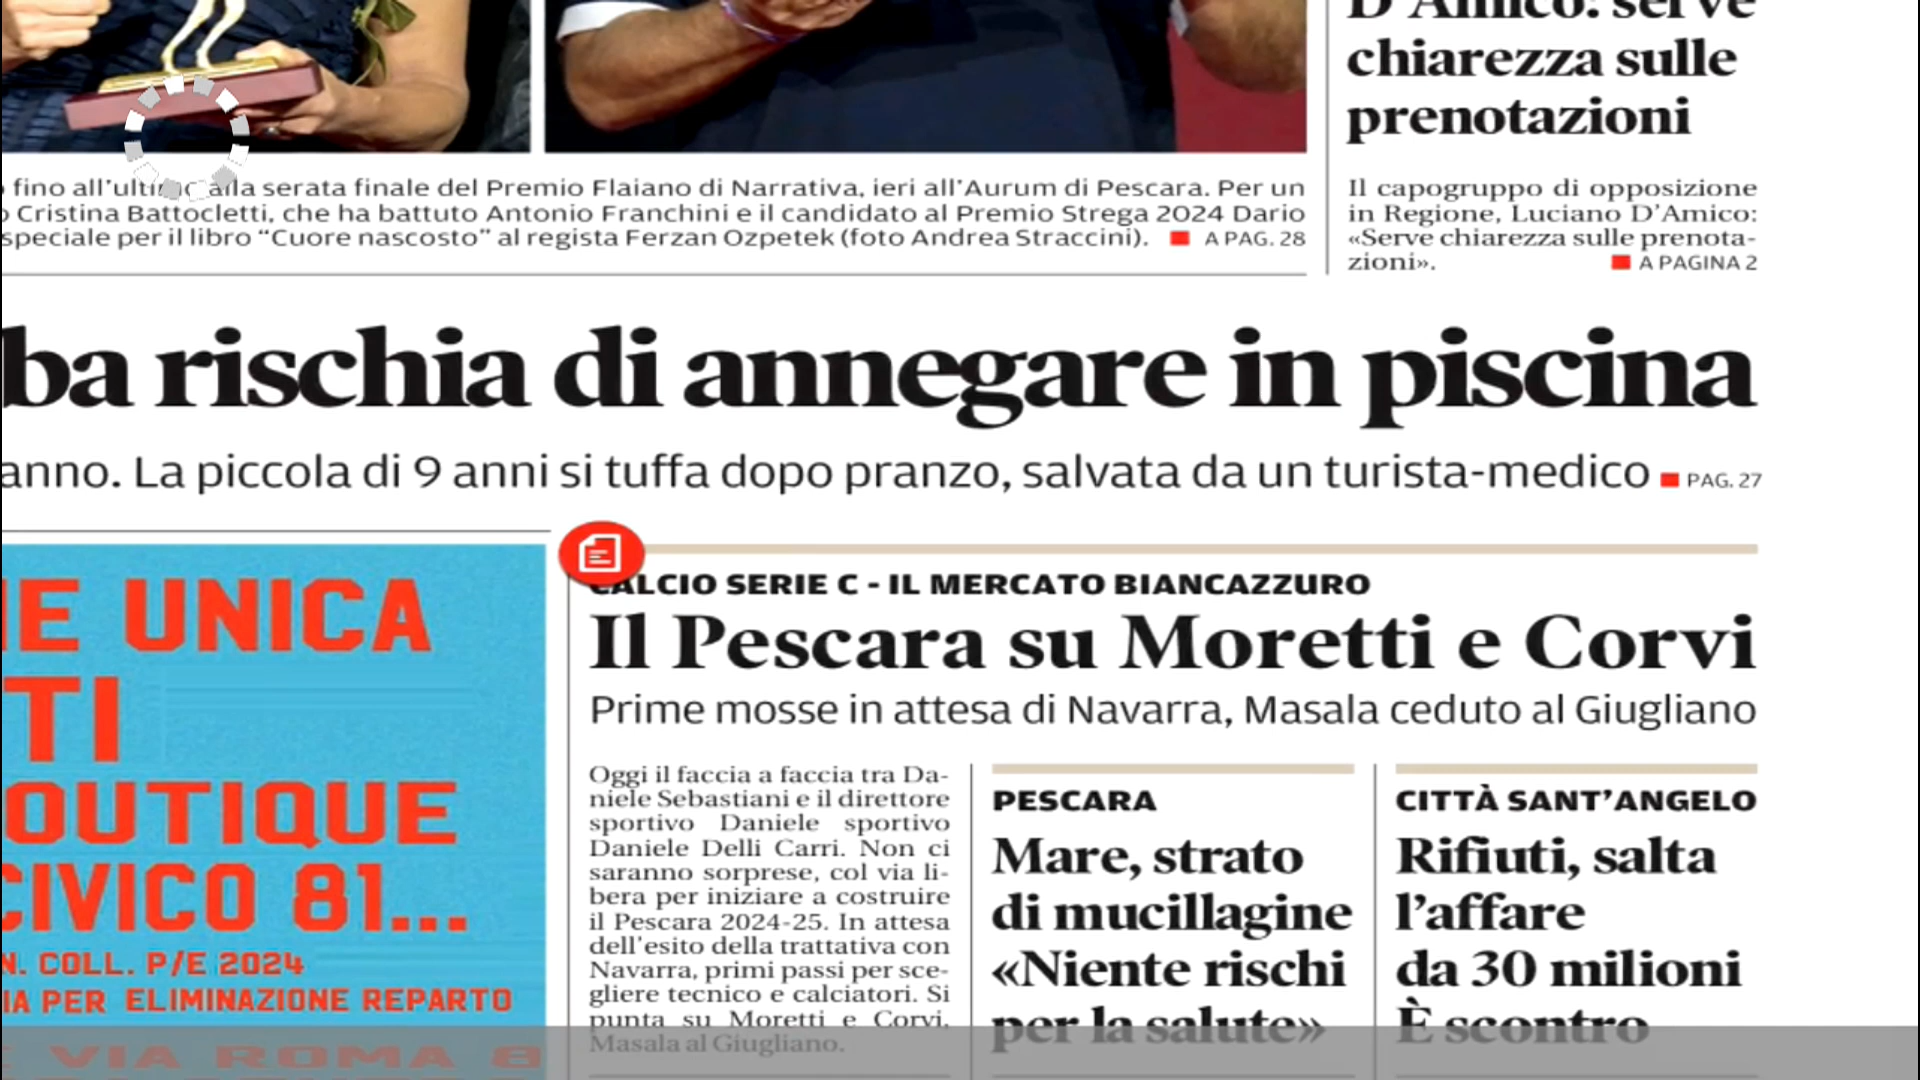 D'Amico: serve
chiarezza sulle
prenotazioni
Il capogruppo di opposizione
in Regione, Luciano D'Amico:
«Serve chiarezza sulle prenota-
zioni».
A PAGINA 2
fino all'ultimo alla serata finale del Premio Flaiano di Narrativa, ieri all'Aurum di Pescara. Per un
Cristina Battocletti, che ha battuto Antonio Franchini e il candidato al Premio Strega 2024 Dario
speciale per il libro “Cuore nascosto” al regista Ferzan Ozpetek (foto Andrea Straccini).
A PAG. 28
ba rischia di annegare in piscina
anno. La piccola di 9 anni si tuffa dopo pranzo, salvata da un turista-medico
PAG. 27
E UNICA
TI
OUTIQUE
CIVICO 81...
N. COLL. P/E 2024
IA PER ELIMINAZIONE REPARTO
VIA ROMA 8
CALCIO SERIE C - IL MERCATO BIANCAZZURO
Il Pescara su Moretti e Corvi
Prime mosse in attesa di Navarra, Masala ceduto al Giugliano
Oggi il faccia a faccia tra Da-
niele Sebastiani e il direttore
sportivo Daniele sportivo
Daniele Delli Carri. Non ci
saranno sorprese, col via li-
bera per iniziare a costruire
il Pescara 2024-25. In attesa
dell'esito della trattativa con
Navarra, primi passi per sce-
gliere tecnico e calciatori. Si
punta su Moretti e Corvi.
Masala al Giugliano.
PESCARA
Mare, strato
di mucillagine
«Niente rischi
per la salute»
CITTÀ SANT'ANGELO
Rifiuti, salta
l'affare
da 30 milioni
È scontro